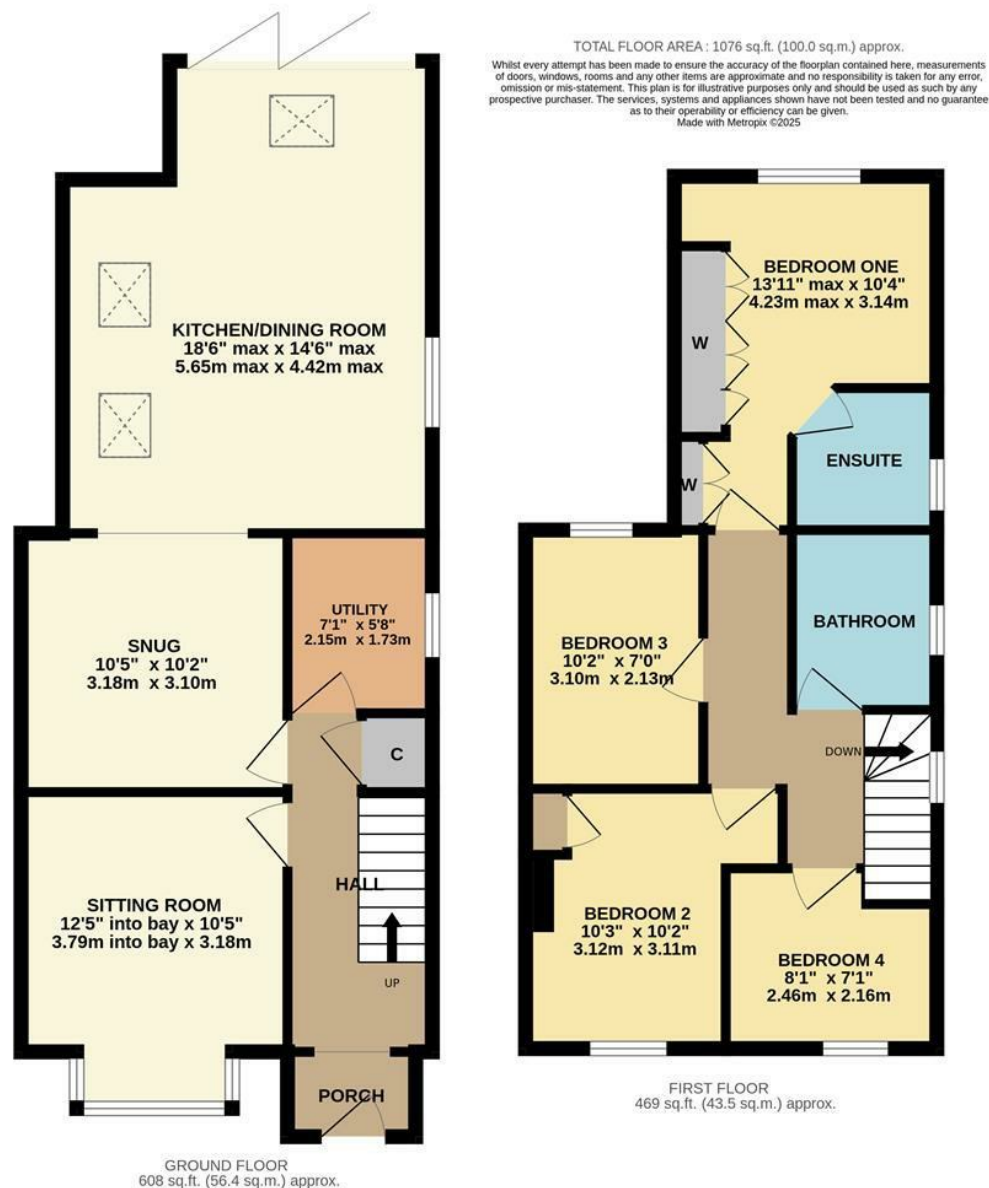 TOTAL FLOOR AREA : 1076 sq.ft. (100.0 sq.m.) approx.
Whilst every attempt has been made to ensure the accuracy of the floorplan contained here, measurements
of doors, windows, rooms and any other items are approximate and no responsibility is taken for any error,
omission or mis-statement. This plan is for illustrative purposes only and should be used as such by any
prospective purchaser. The services, systems and appliances shown have not been tested and no guarantee
as to their operability or efficiency can be given.
Made with Metropix ©2025
KITCHEN/DINING ROOM
18'6" max x 14'6" max
5.65m max x 4.42m max
SNUG
10'5" x 10'2"
3.18m x 3.10m
UTILITY
7'1" x 5'8"
2.15m x 1.73m
C
HALL
UP
SITTING ROOM
12'5" into bay x 10'5"
3.79m into bay x 3.18m
PORCH
GROUND FLOOR
608 sq.ft. (56.4 sq.m.) approx.
BEDROOM ONE
13'11" max x 10'4"
4.23m max x 3.14m
W
W
ENSUITE
BATHROOM
BEDROOM 3
10'2" x 7'0"
3.10m x 2.13m
DOWN
BEDROOM 2
10'3" x 10'2"
3.12m x 3.11m
BEDROOM 4
8'1" x 7'1"
2.46m x 2.16m
FIRST FLOOR
469 sq.ft. (43.5 sq.m.) approx.